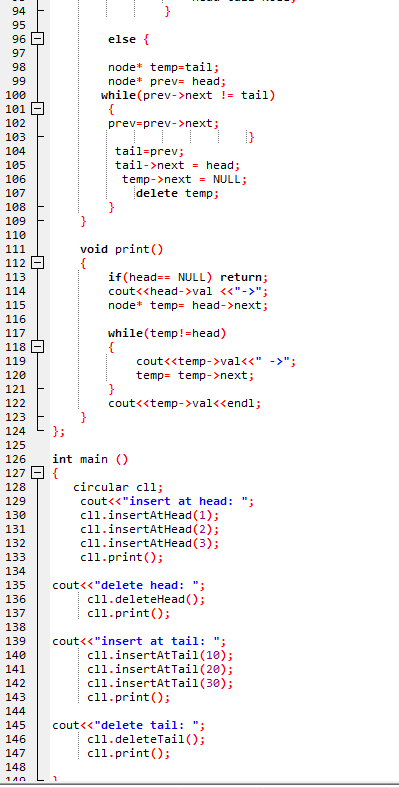 94 }
95
96 else {
97
98 node* temp=tail;
99 node* prev= head;
100 while(prev->next != tail)
101 {
102 prev=prev->next;
103 }
104 tail=prev;
105 tail->next = head;
106 temp->next = NULL;
107 delete temp;
108 }
109 }
110
111 void print()
112 {
113 if(head== NULL) return;
114 cout<<head->val <<"->";
115 node* temp= head->next;
116
117 while(temp!=head)
118 {
119 cout<<temp->val<<" ->";
120 temp= temp->next;
121 }
122 cout<<temp->val<<endl;
123 }
124 };
125
126 int main ()
127 {
128 circular cll;
129 cout<<"insert at head: ";
130 cll.insertAtHead(1);
131 cll.insertAtHead(2);
132 cll.insertAtHead(3);
133 cll.print();
134
135 cout<<"delete head: ";
136 cll.deleteHead();
137 cll.print();
138
139 cout<<"insert at tail: ";
140 cll.insertAtTail(10);
141 cll.insertAtTail(20);
142 cll.insertAtTail(30);
143 cll.print();
144
145 cout<<"delete tail: ";
146 cll.deleteTail();
147 cll.print();
148
149 }